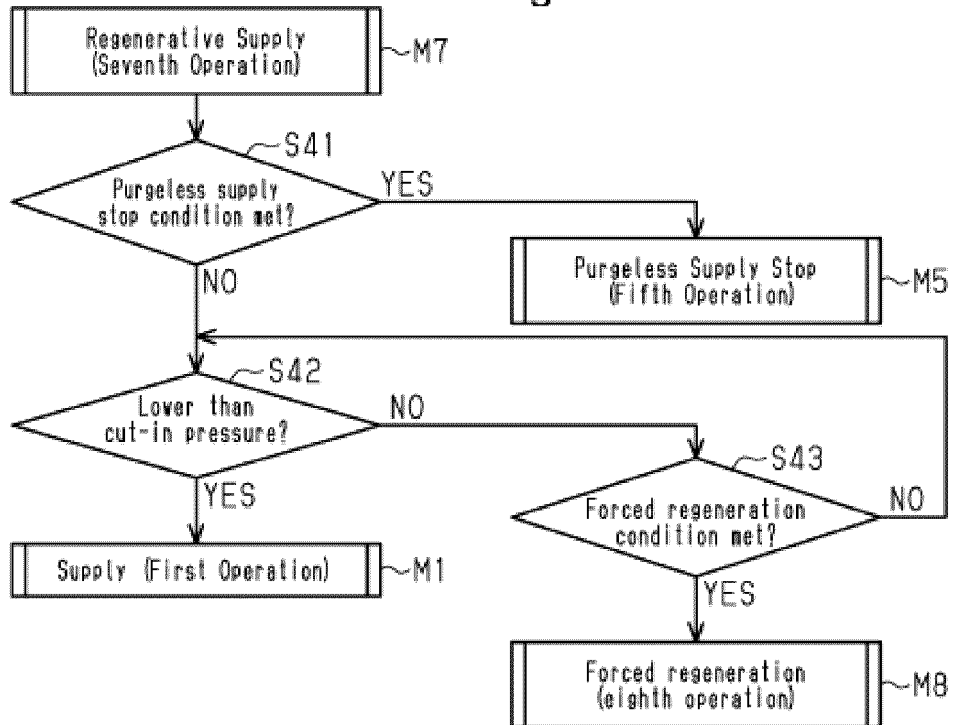 Regenerative Supply
(Seventh Operation)
M7
S41
Purgeless supply
stop condition met?
YES
NO
Purgeless Supply Stop
(Fifth Operation)
M5
S42
Lower than
cut-in pressure?
NO
YES
S43
Forced regeneration
condition met?
NO
YES
Supply (First Operation)
M1
Forced regeneration
(eighth operation)
M8